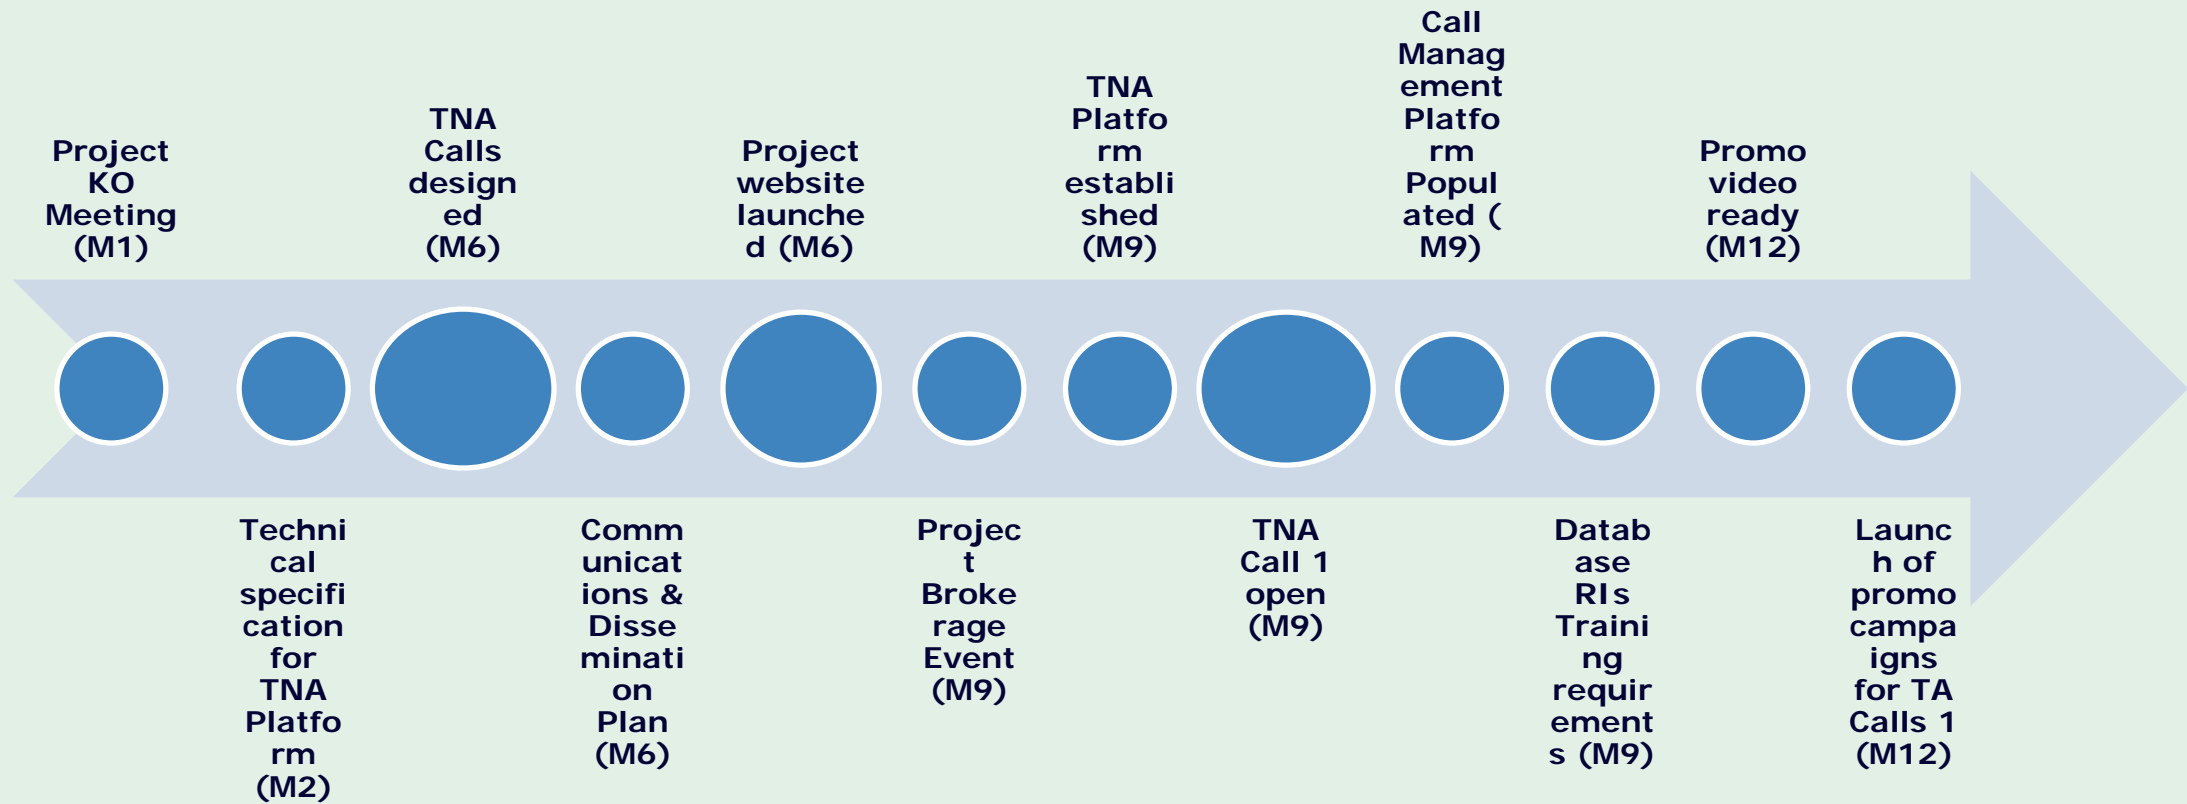 Project
KO
Meeting
(M1)
Techni
cal
specifi
cation
for
TNA
Platfo
rm
(M2)
TNA
Calls
design
ed
(M6)
Comm
unicat
ions &
Disse
minati
on
Plan
(M6)
Project
website
launche
d (M6)
Projec
t
Broke
rage
Event
(M9)
TNA
Platfo
rm
establi
shed
(M9)
TNA
Call 1
open
(M9)
Call
Manag
ement
Platfo
rm
Popul
ated (
M9)
Datab
ase
RIs
Traini
ng
requir
ement
s (M9)
Promo
video
ready
(M12)
Launc
h of
promo
campa
igns
for TA
Calls 1
(M12)